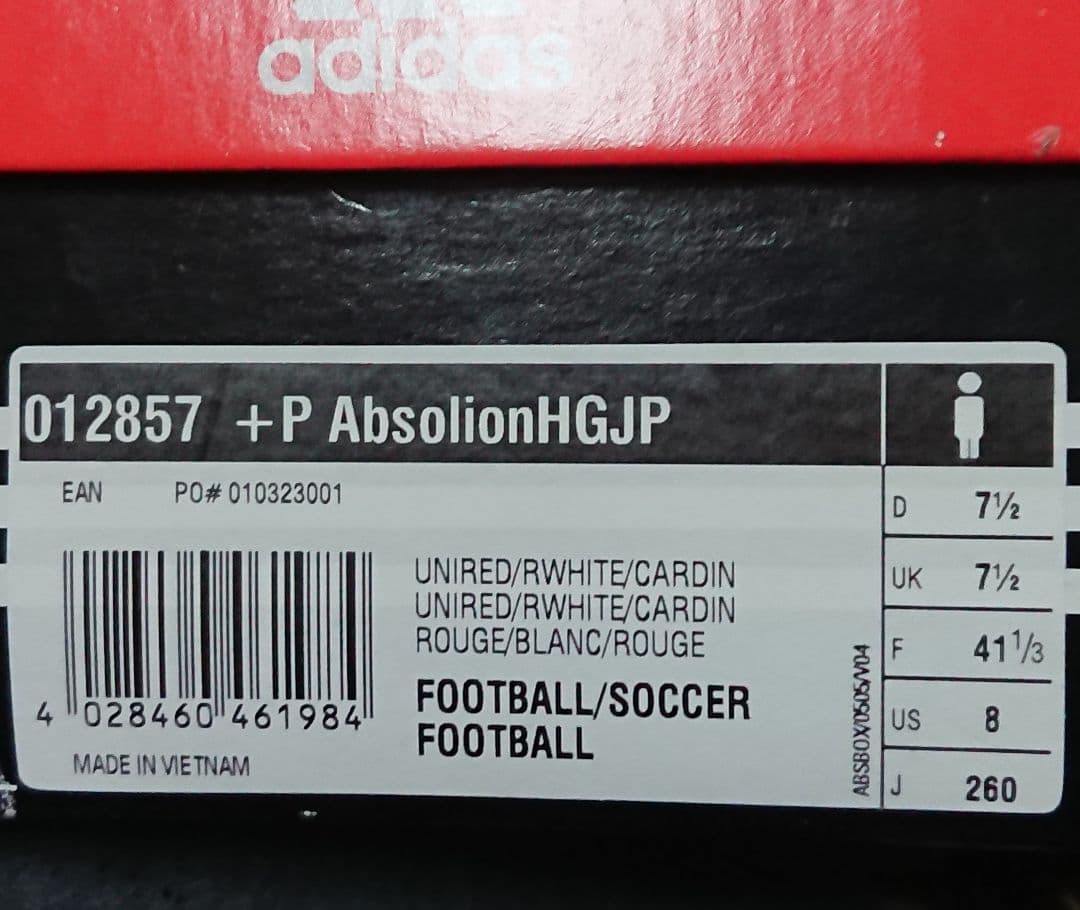 adidas
012857 +P AbsolionHGJP
EAN PO# 010323001
UNIRED/RWHITE/CARDIN
UNIRED/RWHITE/CARDIN
ROUGE/BLANC/ROUGE
FOOTBALL/SOCCER
FOOTBALL
4 028460 461984
MADE IN VIETNAM
ABSBOX/05/05/V04
D 7½
UK 7½
F 41⅓
US 8
J 260